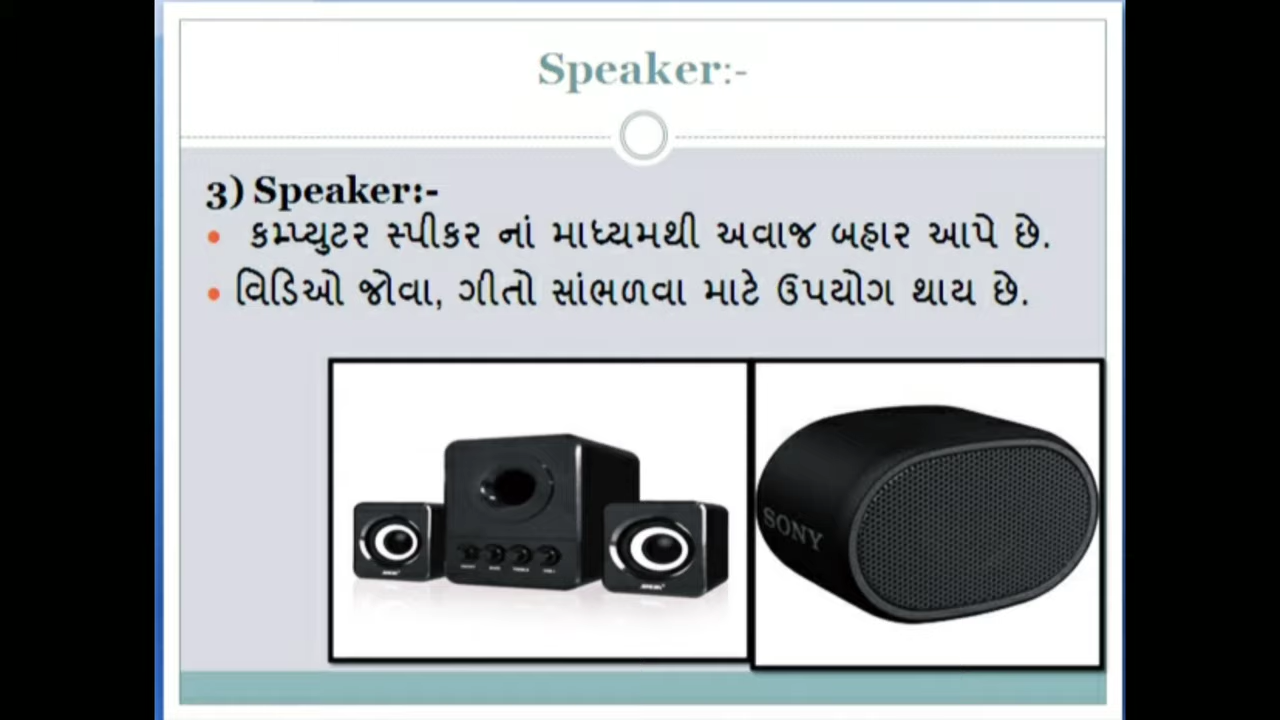 Speaker:-
3) Speaker:-
• કમ્પ્યુટર સ્પીકર નાં માધ્યમથી અવાજ બહાર આપે છે.
• વિડિઓ જોવા, ગીતો સાંભળવા માટે ઉપયોગ થાય છે.
SONY